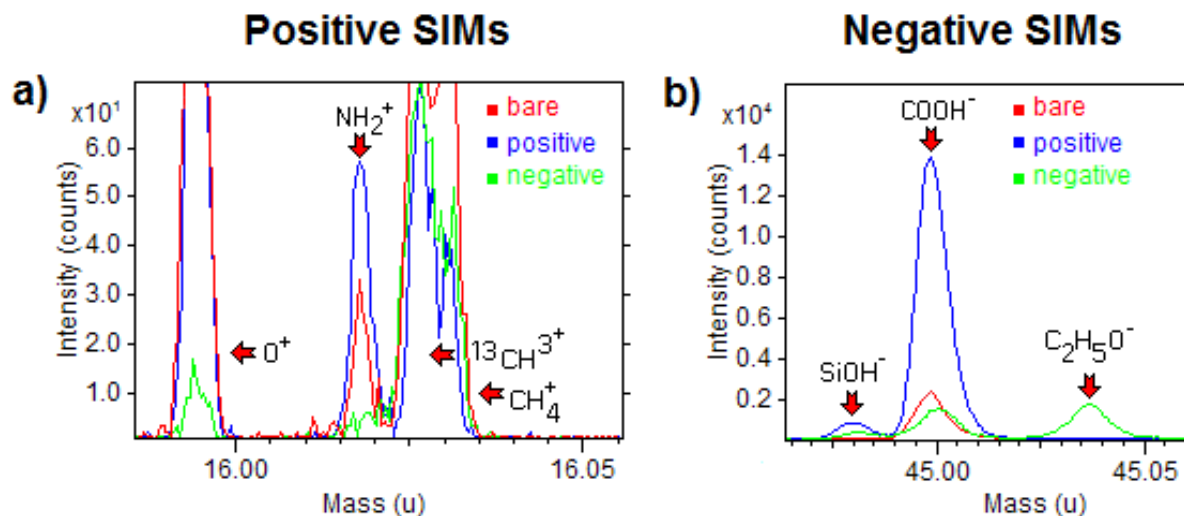 Positive SIMs
Negative SIMs
a)
x10¹
Intensity (counts)
6.0
5.0
4.0
3.0
2.0
1.0
NH₂⁺
O⁺
¹³CH³⁺
CH₄⁺
bare
positive
negative
16.00
16.05
Mass (u)
b)
x10⁴
Intensity (counts)
1.4
1.2
1.0
0.8
0.6
0.4
0.2
COOH⁻
SiOH⁻
C₂H₅O⁻
bare
positive
negative
45.00
45.05
Mass (u)